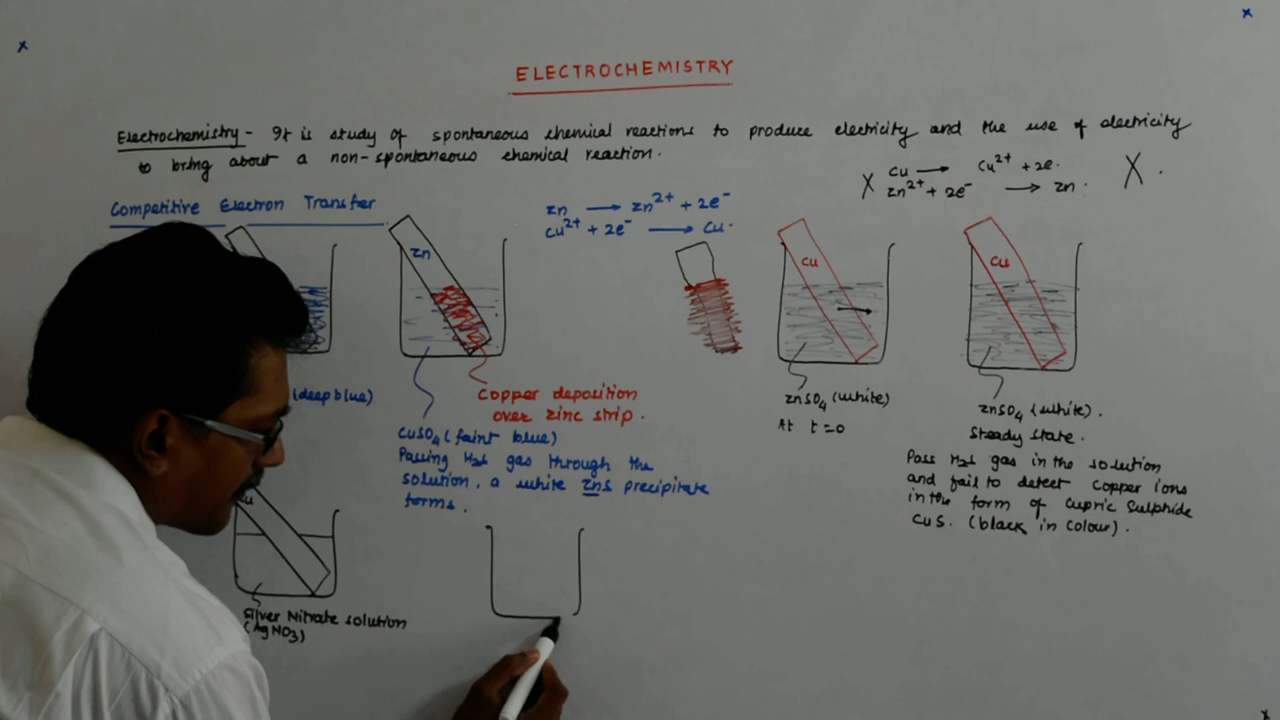 ELECTROCHEMISTRY
Electrochemistry - It is study of spontaneous chemical reactions to produce electricity and the use of electricity
to bring about a non-spontaneous chemical reaction.
Cu → Cu²⁺ + 2e⁻
X Zn²⁺ + 2e⁻ → Zn. X.
Competitive Electron Transfer
Zn → Zn²⁺ + 2e⁻
Cu²⁺ + 2e⁻ → Cu.
Zn
Cu
Cu
(deep blue)
Copper deposition
over zinc strip.
CuSO₄ (faint blue)
Passing H₂S gas through the
solution, a white ZnS precipitate
forms.
ZnSO₄ (white)
At t=0
ZnSO₄ (white).
Steady State.
Pass H₂S gas in the solution
and fail to detect copper ions
in the form of Cupric Sulphide
CuS. (black in colour).
Silver Nitrate solution
(AgNO₃)